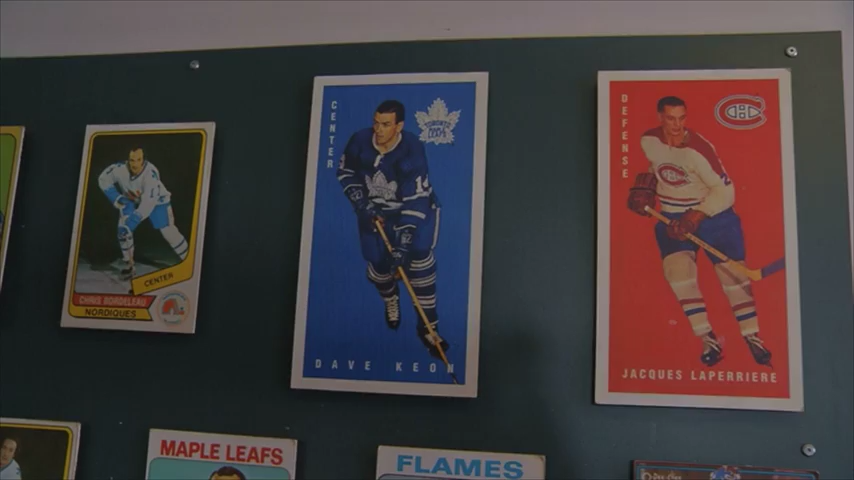 CENTER
CHRIS BORDELEAU
NORDIQUES
CENTER
TORONTO
DAVE KEON
DEFENSE
JACQUES LAPERRIERE
MAPLE LEAFS
FLAMES